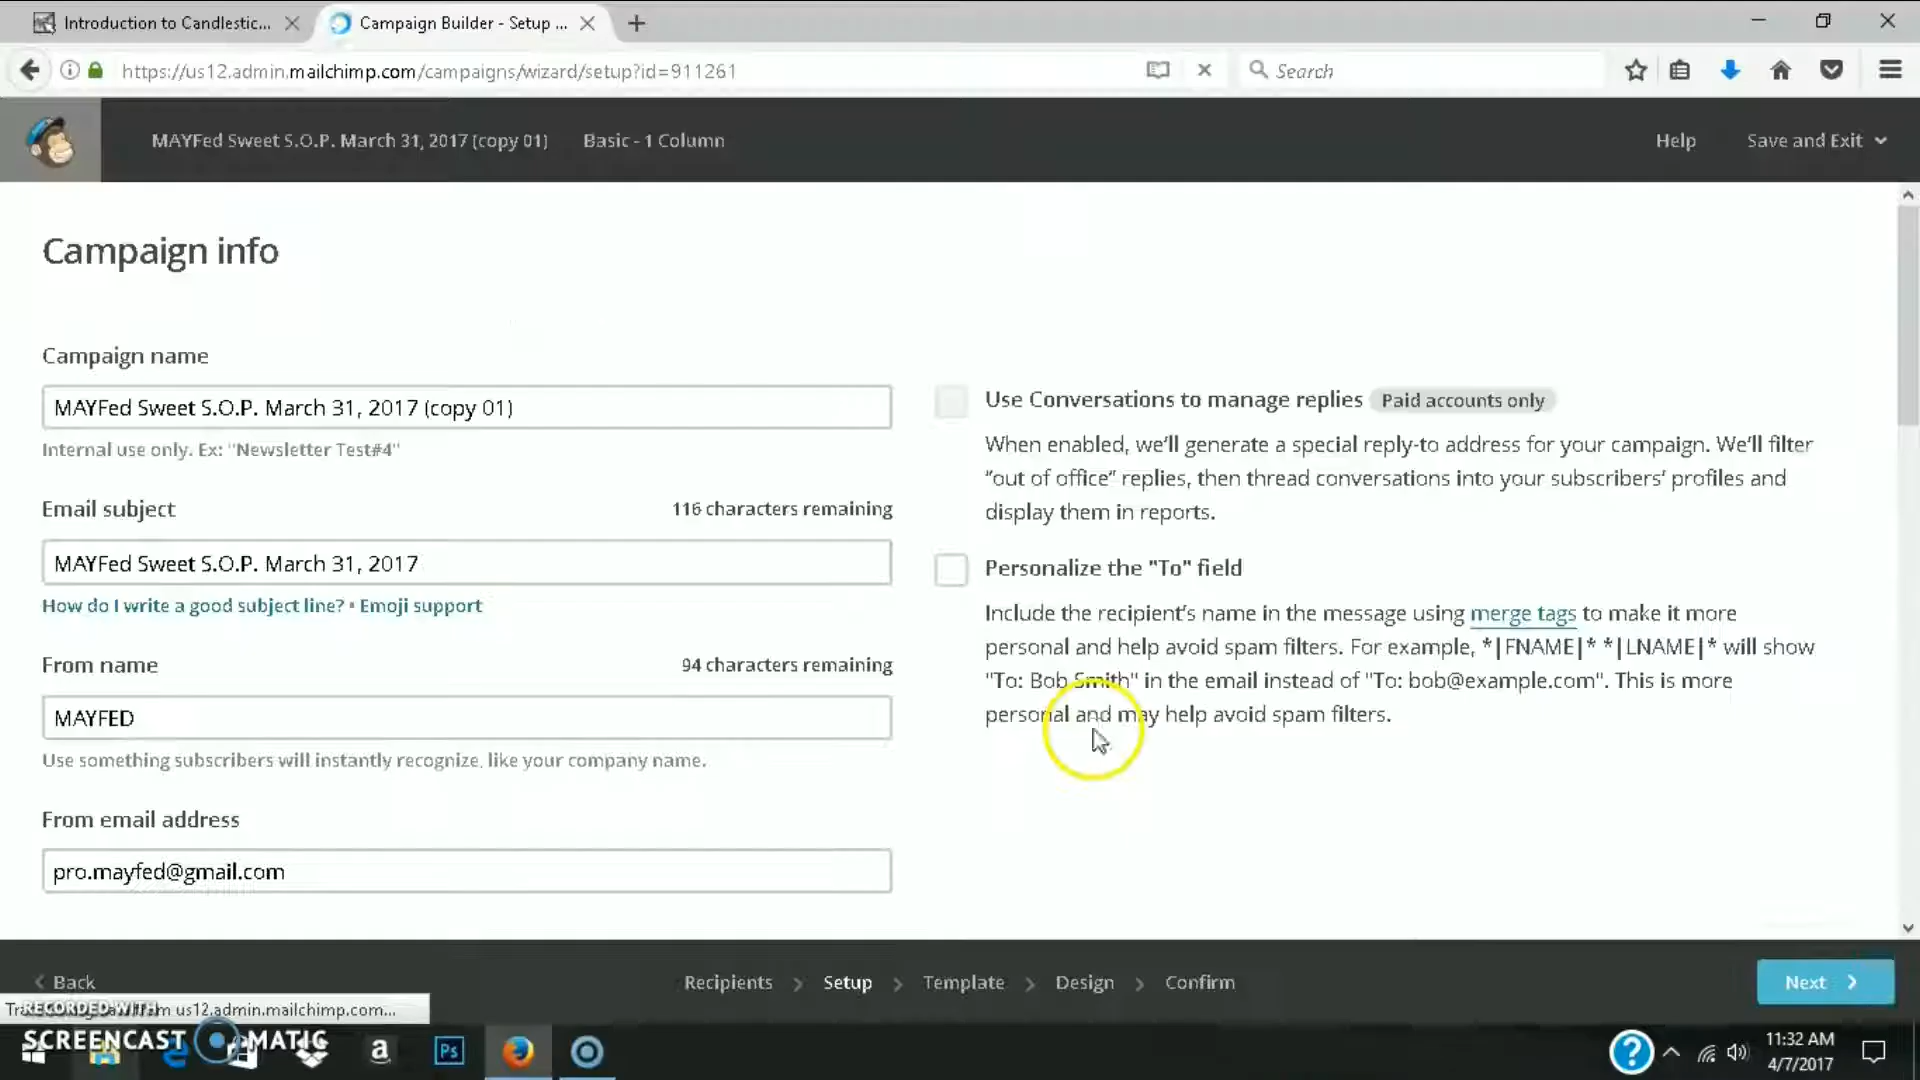 Introduction to Candlestic...
Campaign Builder - Setup ...
https://us12.admin.mailchimp.com/campaigns/wizard/setup?id=911261
Search
MAYFed Sweet S.O.P. March 31, 2017 (copy 01)
Basic - 1 Column
Help
Save and Exit
Campaign info
Campaign name
MAYFed Sweet S.O.P. March 31, 2017 (copy 01)
Internal use only. Ex: "Newsletter Test#4"
Email subject
116 characters remaining
MAYFed Sweet S.O.P. March 31, 2017
How do I write a good subject line? • Emoji support
From name
94 characters remaining
MAYFED
Use something subscribers will instantly recognize, like your company name.
From email address
pro.mayfed@gmail.com
Use Conversations to manage replies Paid accounts only
When enabled, we'll generate a special reply-to address for your campaign. We'll filter
"out of office" replies, then thread conversations into your subscribers' profiles and
display them in reports.
Personalize the "To" field
Include the recipient's name in the message using merge tags to make it more
personal and help avoid spam filters. For example, *|FNAME|* *|LNAME|* will show
"To: Bob Smith" in the email instead of "To: bob@example.com". This is more
personal and may help avoid spam filters.
Back
Recipients
Setup
Template
Design
Confirm
Next
us12.admin.mailchimp.com...
RECORDED WITH
SCREENCAST MATIC
a
Ps
?
11:32 AM
4/7/2017